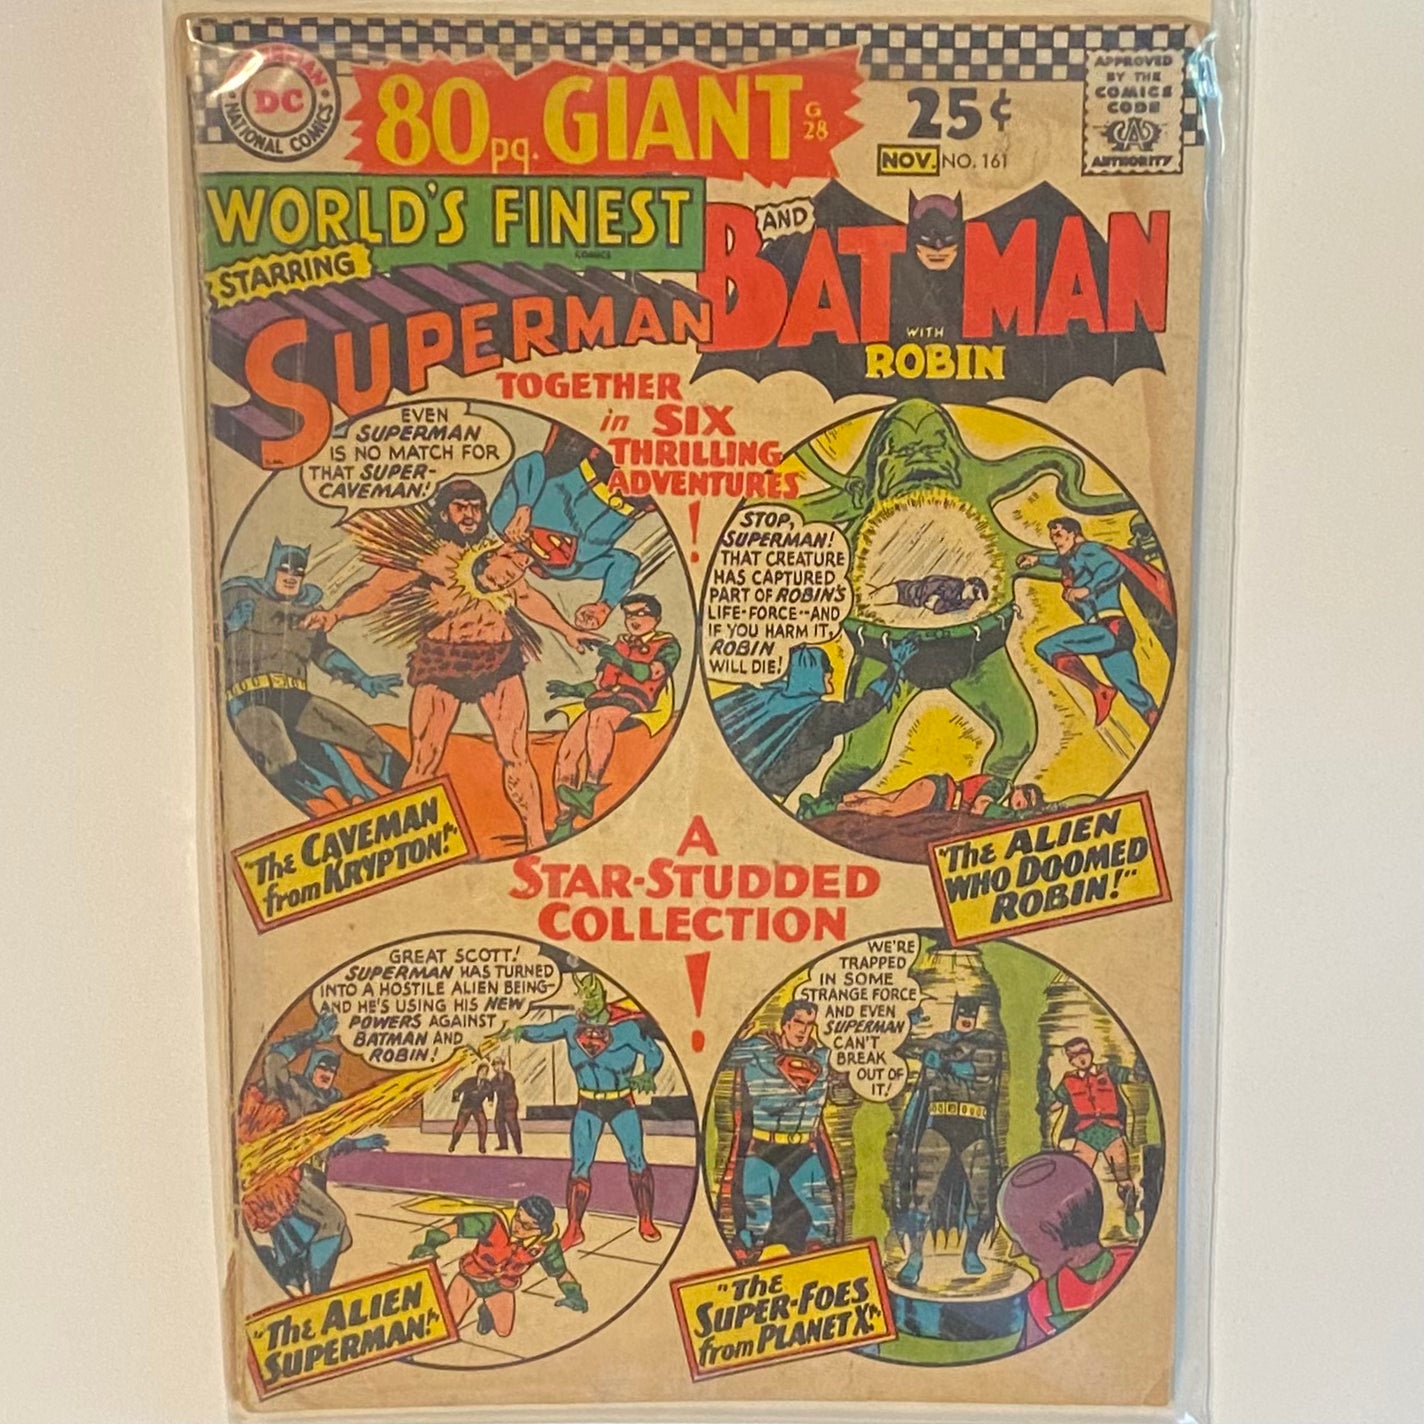 SUPERMAN
DC
NATIONAL COMICS
80 pg. GIANT
G
28
25¢
NOV. NO. 161
APPROVED
BY THE
COMICS
CODE
CA
AUTHORITY
WORLD'S FINEST
COMICS
STARRING
SUPERMAN
AND
BATMAN
WITH
ROBIN
TOGETHER
in SIX
THRILLING
ADVENTURES
!
EVEN
SUPERMAN
IS NO MATCH FOR
THAT SUPER-
CAVEMAN!
"The CAVEMAN
from KRYPTON!"
STOP,
SUPERMAN!
THAT CREATURE
HAS CAPTURED
PART OF ROBIN'S
LIFE-FORCE--AND
IF YOU HARM IT,
ROBIN
WILL DIE!
"The ALIEN
WHO DOOMED
ROBIN!"
A
STAR-STUDDED
COLLECTION
!
GREAT SCOTT!
SUPERMAN HAS TURNED
INTO A HOSTILE ALIEN BEING--
AND HE'S USING HIS NEW
POWERS AGAINST
BATMAN AND
ROBIN!
"The ALIEN
SUPERMAN!"
WE'RE
TRAPPED
IN SOME
STRANGE FORCE
AND EVEN
SUPERMAN
CAN'T
BREAK
OUT OF
IT!
"The
SUPER-FOES
from PLANET X!"